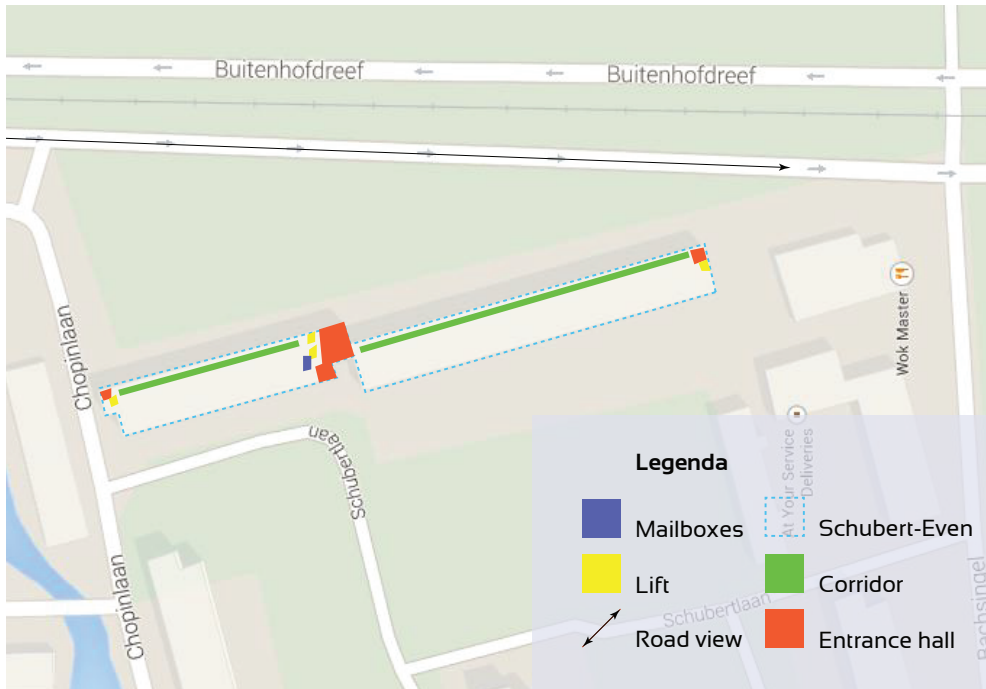 Buitenhofdreef
Buitenhofdreef
Chopinlaan
Wok Master
Schubertlaan
At Your Service
Deliveries
Chopinlaan
Schubertlaan
Bachsingel
Legenda
Mailboxes
Schubert-Even
Lift
Corridor
Road view
Entrance hall